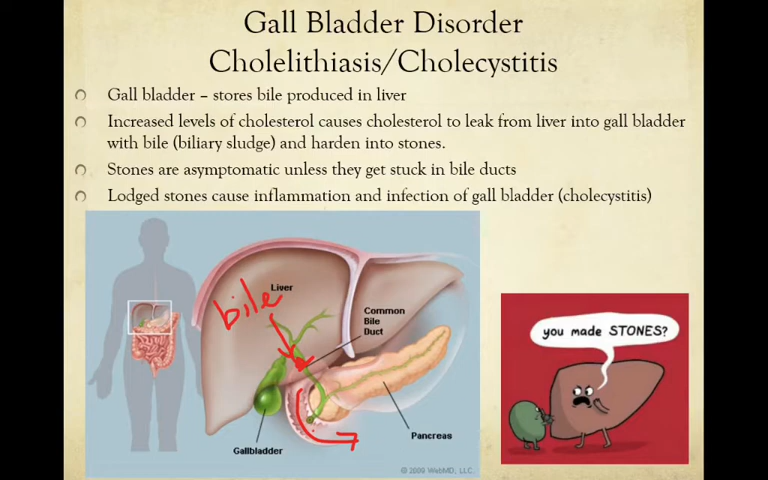 Gall Bladder Disorder
Cholelithiasis/Cholecystitis
Gall bladder – stores bile produced in liver
Increased levels of cholesterol causes cholesterol to leak from liver into gall bladder
with bile (biliary sludge) and harden into stones.
Stones are asymptomatic unless they get stuck in bile ducts
Lodged stones cause inflammation and infection of gall bladder (cholecystitis)
Liver
bile
Common
Bile
Duct
you made STONES?
Pancreas
Gallbladder
© 2009 WebMD, LLC.